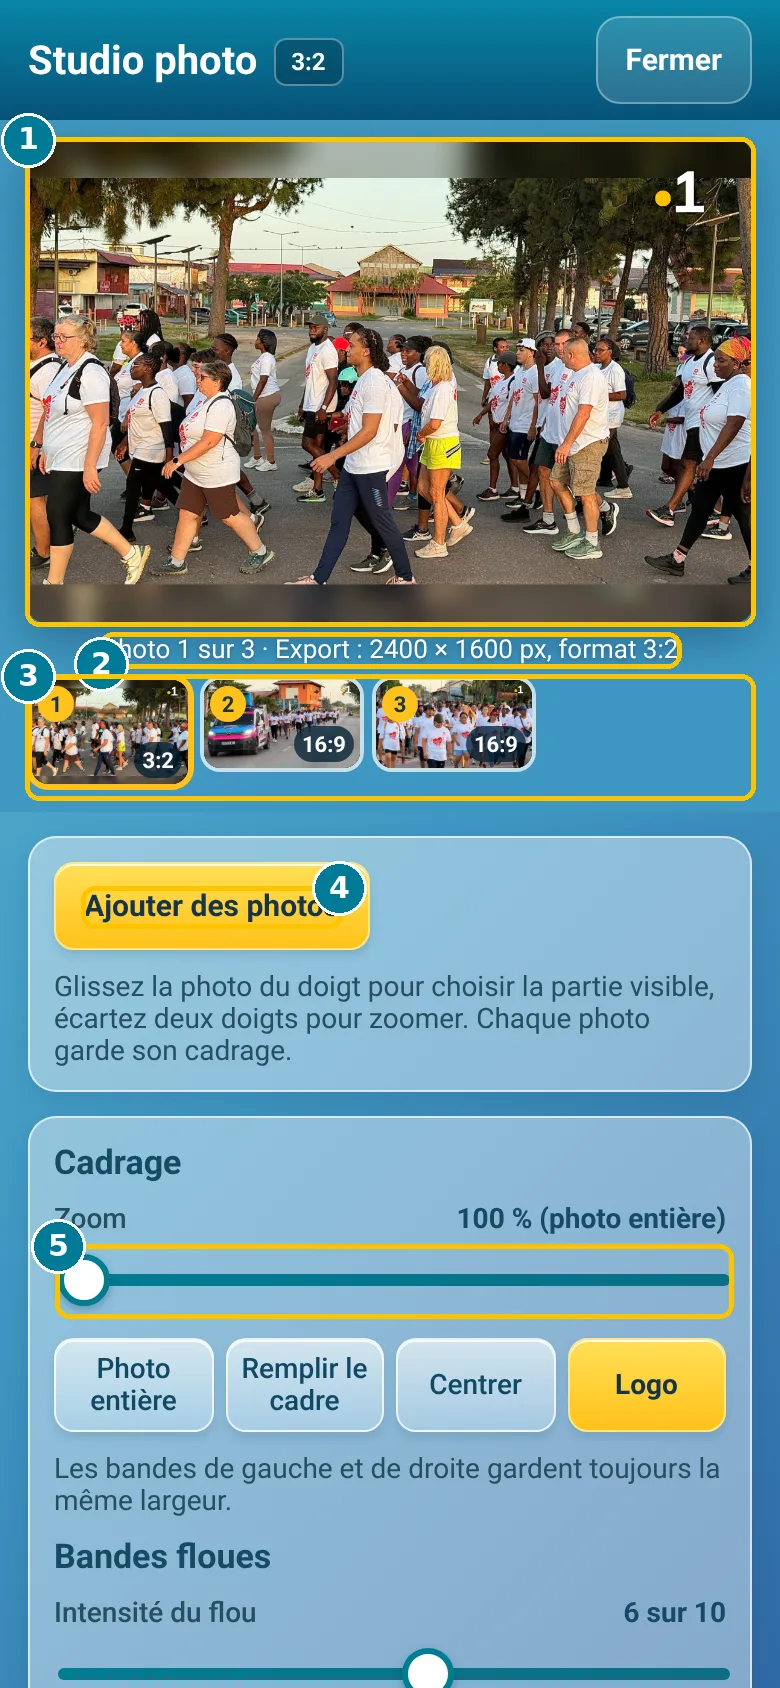 Studio photo
3:2
Fermer
1
1
2
hoto 1 sur 3 · Export : 2400 × 1600 px, format 3:2
3
1
1
3:2
2
1
16:9
3
1
16:9
Ajouter des photos
4
Glissez la photo du doigt pour choisir la partie visible,
écartez deux doigts pour zoomer. Chaque photo
garde son cadrage.
Cadrage
Zoom
100 % (photo entière)
5
Photo
entière
Remplir le
cadre
Centrer
Logo
Les bandes de gauche et de droite gardent toujours la
même largeur.
Bandes floues
Intensité du flou
6 sur 10